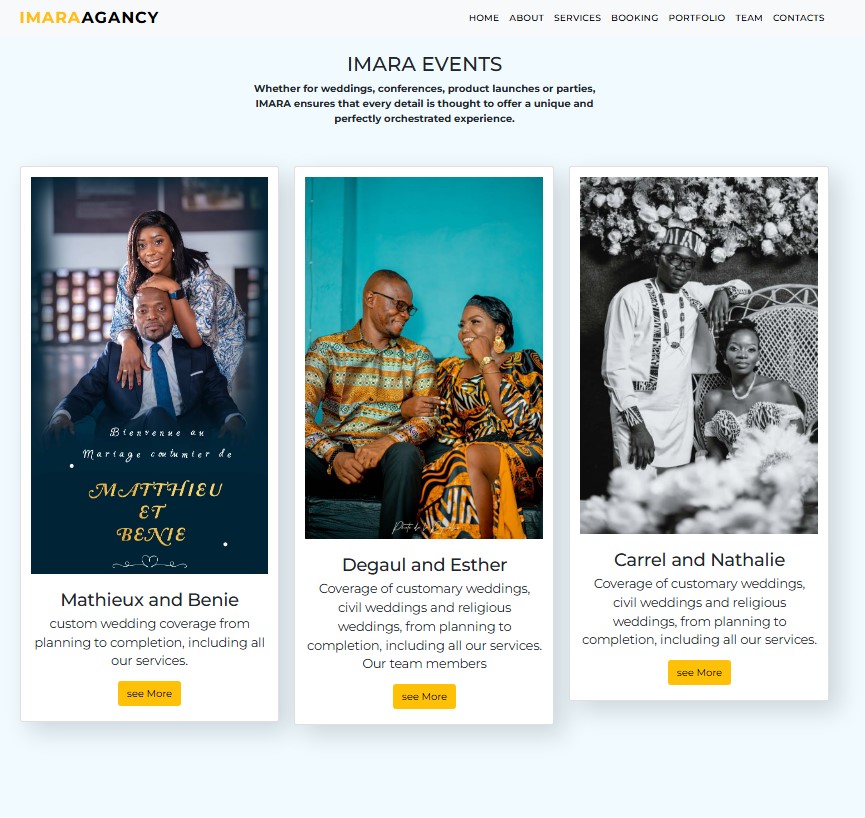 IMARAAGANCY
HOME ABOUT SERVICES BOOKING PORTFOLIO TEAM CONTACTS
IMARA EVENTS
Whether for weddings, conferences, product launches or parties,
IMARA ensures that every detail is thought to offer a unique and
perfectly orchestrated experience.
Bienvenue au
Mariage coutumier de
MATTHIEU
ET
BENIE
Mathieux and Benie
custom wedding coverage from
planning to completion, including all
our services.
see More
Degaul and Esther
Coverage of customary weddings,
civil weddings and religious
weddings, from planning to
completion, including all our services.
Our team members
see More
Carrel and Nathalie
Coverage of customary weddings,
civil weddings and religious
weddings, from planning to
completion, including all our services.
see More